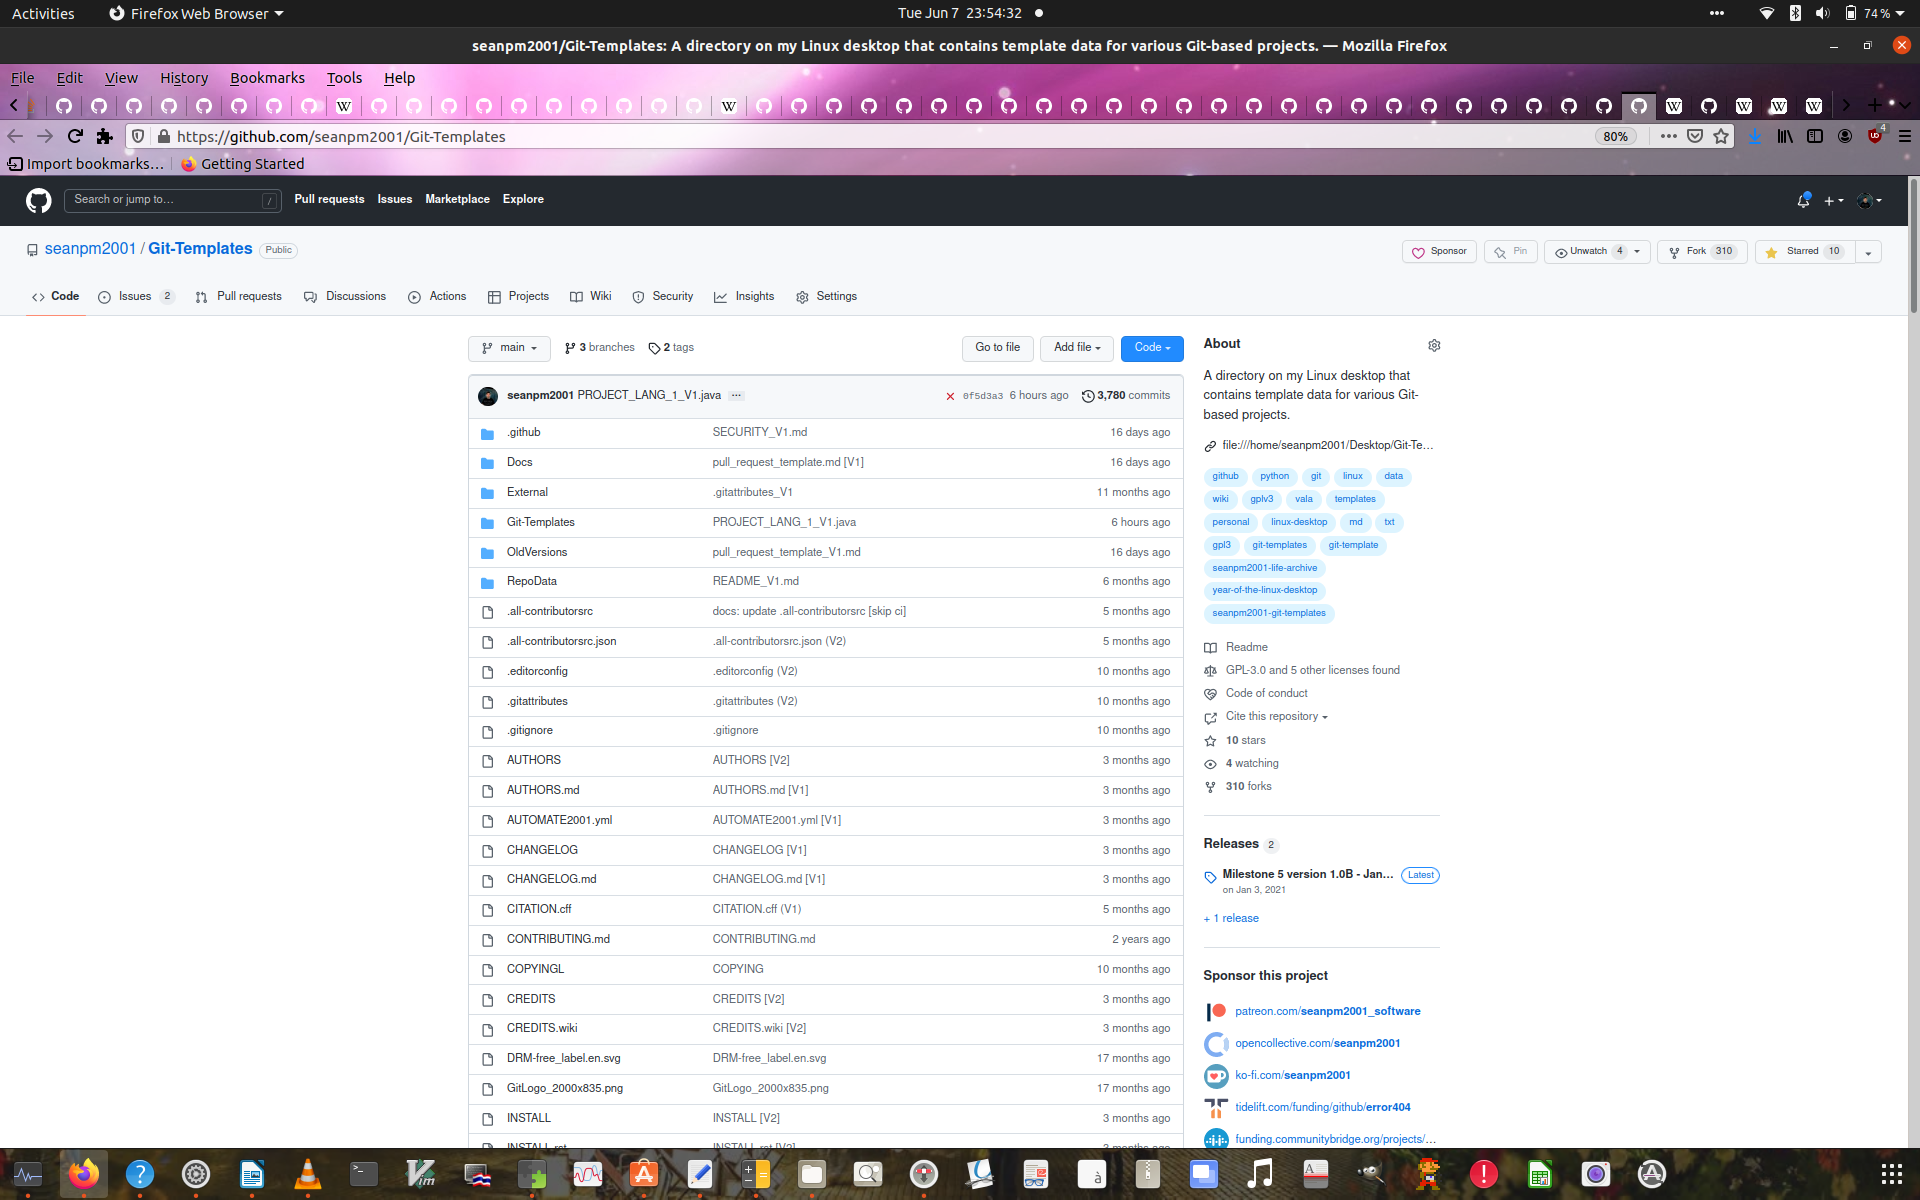 Activities Firefox Web Browser Tue Jun 7 23:54:32 74%
seanpm2001/Git-Templates: A directory on my Linux desktop that contains template data for various Git-based projects. — Mozilla Firefox
File Edit View History Bookmarks Tools Help
https://github.com/seanpm2001/Git-Templates 80% 4
Import bookmarks... Getting Started
Search or jump to... / Pull requests Issues Marketplace Explore
seanpm2001 / Git-Templates Public Sponsor Pin Unwatch 4 Fork 310 Starred 10
Code Issues 2 Pull requests Discussions Actions Projects Wiki Security Insights Settings
main 3 branches 2 tags Go to file Add file Code
seanpm2001 PROJECT_LANG_1_V1.java ... 0f5d3a3 6 hours ago 3,780 commits
.github SECURITY_V1.md 16 days ago
Docs pull_request_template.md [V1] 16 days ago
External .gitattributes_V1 11 months ago
Git-Templates PROJECT_LANG_1_V1.java 6 hours ago
OldVersions pull_request_template_V1.md 16 days ago
RepoData README_V1.md 6 months ago
.all-contributorsrc docs: update .all-contributorsrc [skip ci] 5 months ago
.all-contributorsrc.json .all-contributorsrc.json (V2) 5 months ago
.editorconfig .editorconfig (V2) 10 months ago
.gitattributes .gitattributes (V2) 10 months ago
.gitignore .gitignore 10 months ago
AUTHORS AUTHORS [V2] 3 months ago
AUTHORS.md AUTHORS.md [V1] 3 months ago
AUTOMATE2001.yml AUTOMATE2001.yml [V1] 3 months ago
CHANGELOG CHANGELOG [V1] 3 months ago
CHANGELOG.md CHANGELOG.md [V1] 3 months ago
CITATION.cff CITATION.cff (V1) 5 months ago
CONTRIBUTING.md CONTRIBUTING.md 2 years ago
COPYINGL COPYING 10 months ago
CREDITS CREDITS [V2] 3 months ago
CREDITS.wiki CREDITS.wiki [V2] 3 months ago
DRM-free_label.en.svg DRM-free_label.en.svg 17 months ago
GitLogo_2000x835.png GitLogo_2000x835.png 17 months ago
INSTALL INSTALL [V2] 3 months ago
INSTALL.rst INSTALL.rst [V2] 3 months ago
About
A directory on my Linux desktop that
contains template data for various Git-
based projects.
file:///home/seanpm2001/Desktop/Git-Te...
github python git linux data
wiki gplv3 vala templates
personal linux-desktop md txt
gpl3 git-templates git-template
seanpm2001-life-archive
year-of-the-linux-desktop
seanpm2001-git-templates
Readme
GPL-3.0 and 5 other licenses found
Code of conduct
Cite this repository
10 stars
4 watching
310 forks
Releases 2
Milestone 5 version 1.0B - Jan... Latest
on Jan 3, 2021
+ 1 release
Sponsor this project
patreon.com/seanpm2001_software
opencollective.com/seanpm2001
ko-fi.com/seanpm2001
tidelift.com/funding/github/error404
funding.communitybridge.org/projects/...